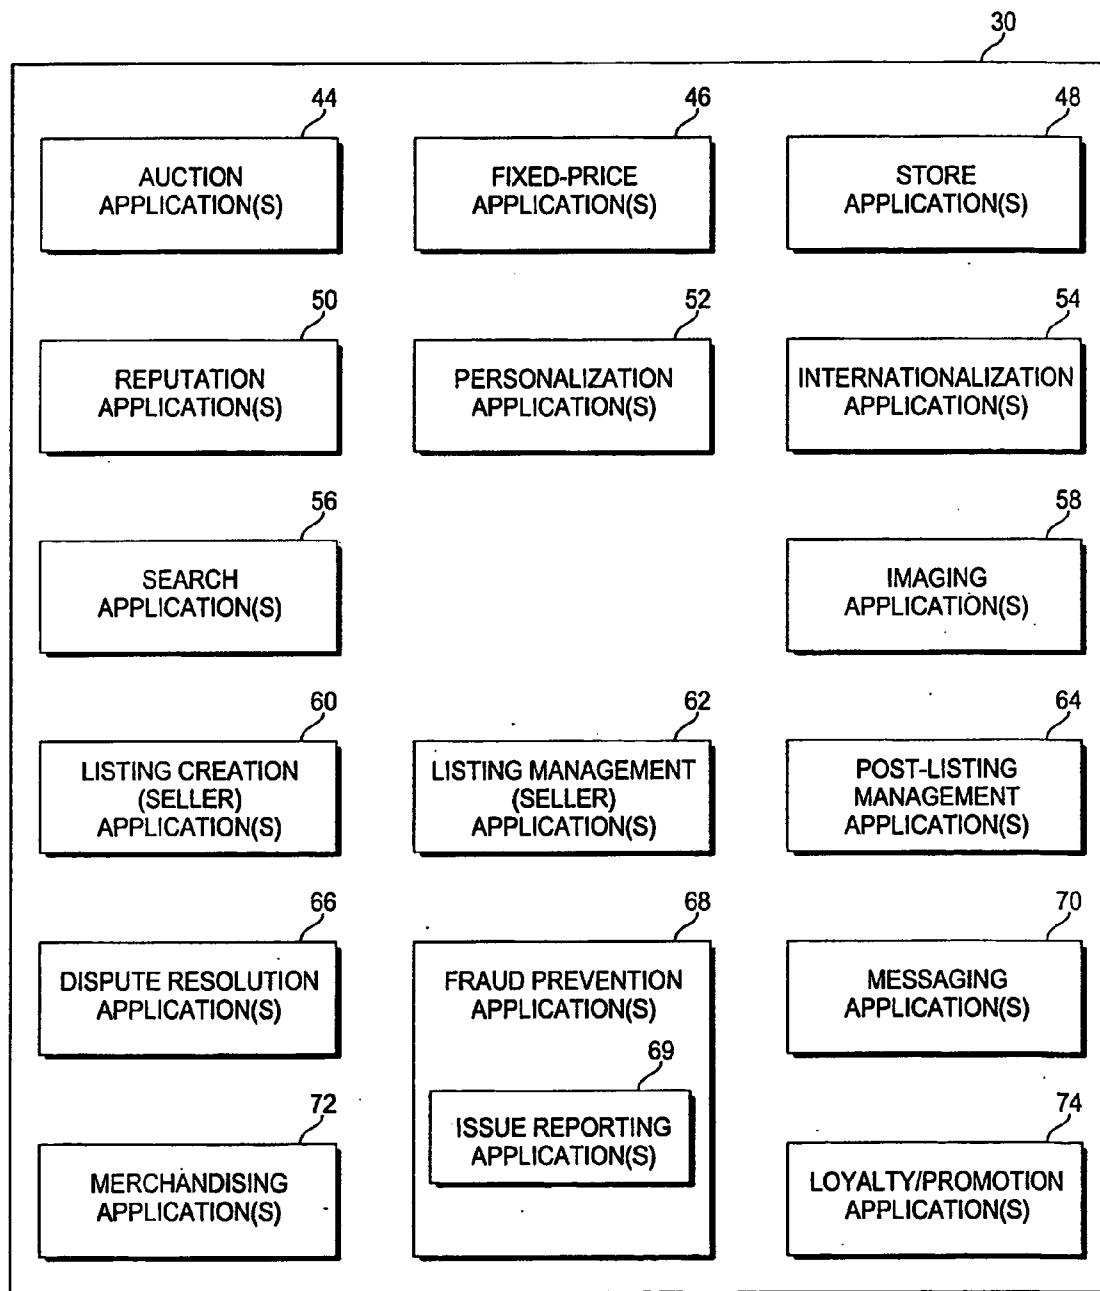 30
44
AUCTION
APPLICATION(S)
46
FIXED-PRICE
APPLICATION(S)
48
STORE
APPLICATION(S)
50
REPUTATION
APPLICATION(S)
52
PERSONALIZATION
APPLICATION(S)
54
INTERNATIONALIZATION
APPLICATION(S)
56
SEARCH
APPLICATION(S)
58
IMAGING
APPLICATION(S)
60
LISTING CREATION
(SELLER)
APPLICATION(S)
62
LISTING MANAGEMENT
(SELLER)
APPLICATION(S)
64
POST-LISTING
MANAGEMENT
APPLICATION(S)
66
DISPUTE RESOLUTION
APPLICATION(S)
68
FRAUD PREVENTION
APPLICATION(S)
69
ISSUE REPORTING
APPLICATION(S)
70
MESSAGING
APPLICATION(S)
72
MERCHANDISING
APPLICATION(S)
74
LOYALTY/PROMOTION
APPLICATION(S)